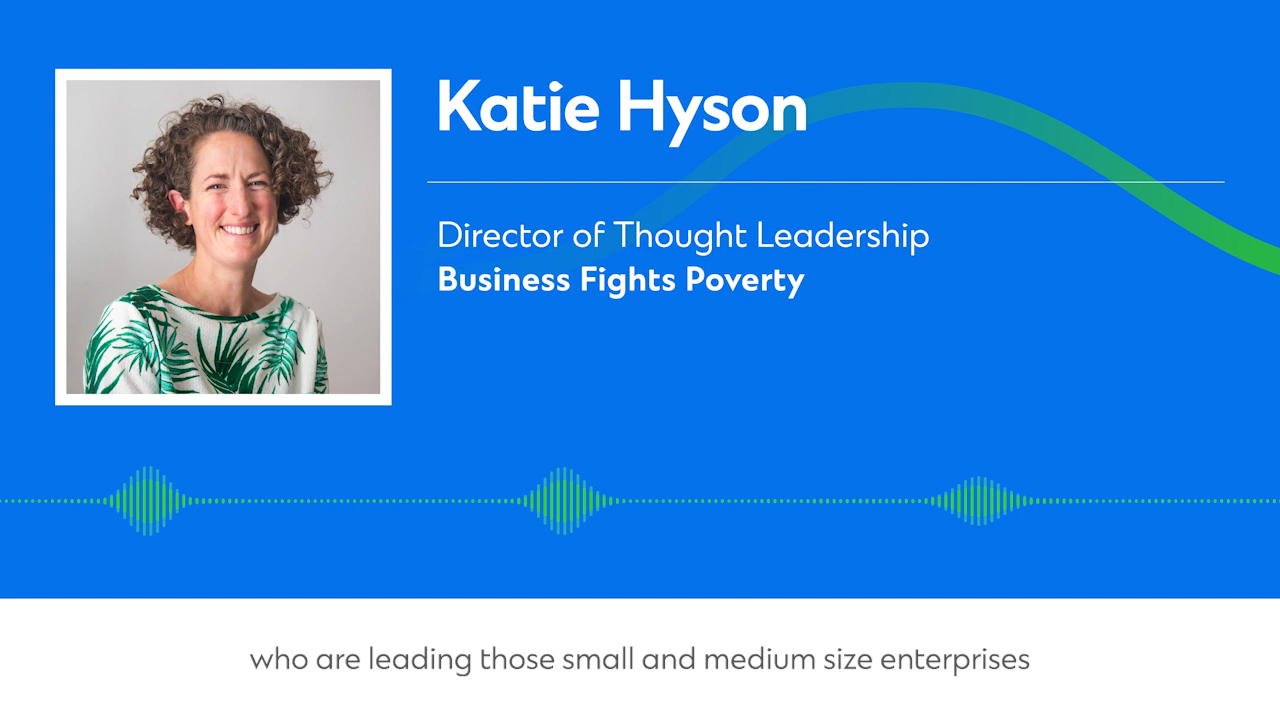 Katie Hyson
Director of Thought Leadership
Business Fights Poverty
who are leading those small and medium size enterprises